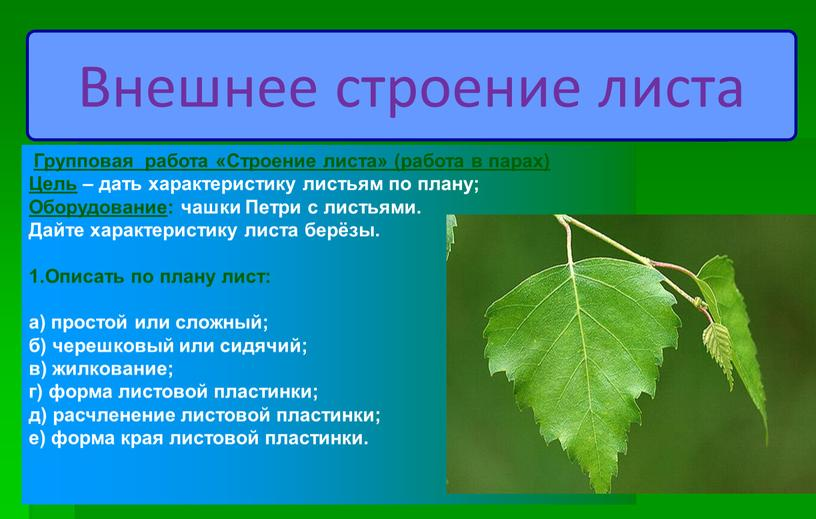 Внешнее строение листа
Групповая работа «Строение листа» (работа в парах)
Цель – дать характеристику листьям по плану;
Оборудование: чашки Петри с листьями.
Дайте характеристику листа берёзы.
1.Описать по плану лист:
а) простой или сложный;
б) черешковый или сидячий;
в) жилкование;
г) форма листовой пластинки;
д) расчленение листовой пластинки;
е) форма края листовой пластинки.